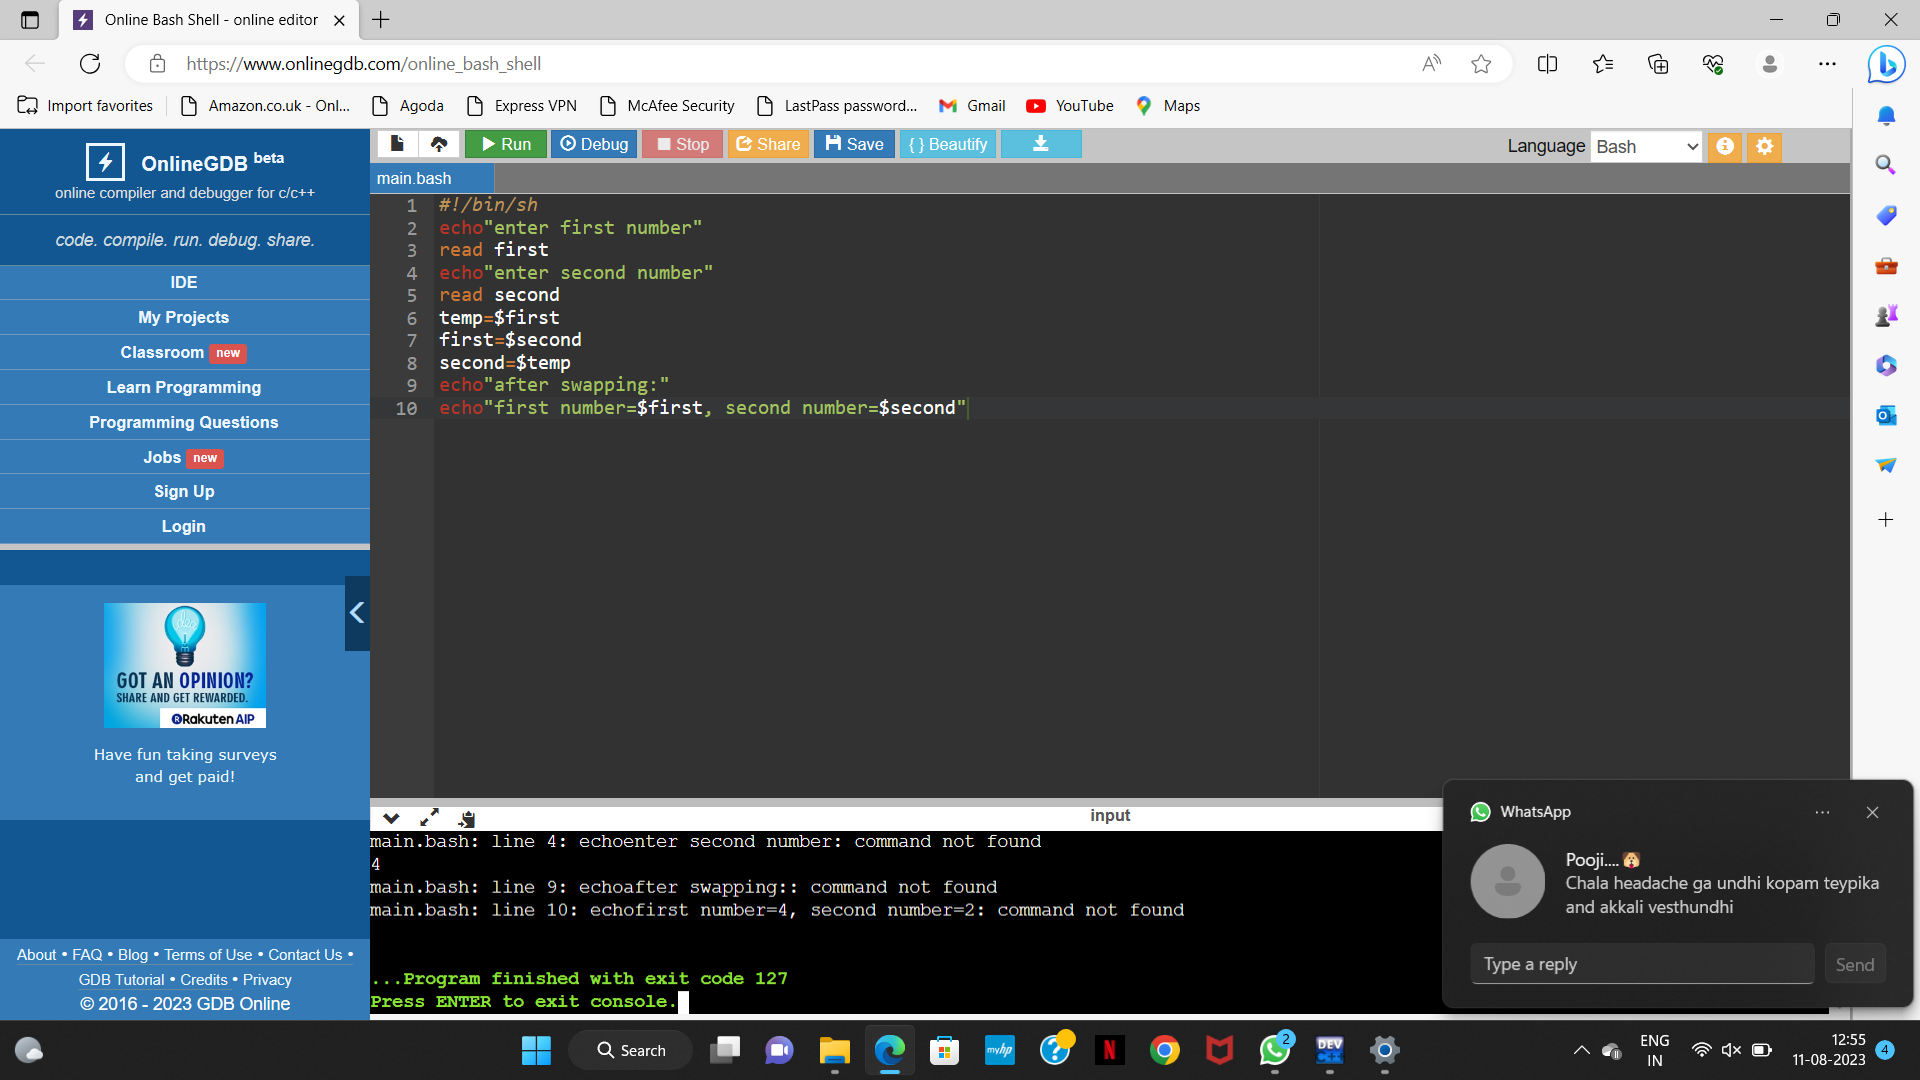 Online Bash Shell - online editor
https://www.onlinegdb.com/online_bash_shell
Import favorites
Amazon.co.uk - Onl...
Agoda
Express VPN
McAfee Security
LastPass password...
Gmail
YouTube
Maps
OnlineGDB beta
online compiler and debugger for c/c++
code. compile. run. debug. share.
IDE
My Projects
Classroom new
Learn Programming
Programming Questions
Jobs new
Sign Up
Login
GOT AN OPINION?
SHARE AND GET REWARDED.
Rakuten AIP
Have fun taking surveys
and get paid!
About • FAQ • Blog • Terms of Use • Contact Us •
GDB Tutorial • Credits • Privacy
© 2016 - 2023 GDB Online
Run
Debug
Stop
Share
Save
{ } Beautify
Language Bash
main.bash
1 #!/bin/sh
2 echo"enter first number"
3 read first
4 echo"enter second number"
5 read second
6 temp=$first
7 first=$second
8 second=$temp
9 echo"after swapping:"
10 echo"first number=$first, second number=$second"
input
main.bash: line 4: echoenter second number: command not found
4
main.bash: line 9: echoafter swapping:: command not found
main.bash: line 10: echofirst number=4, second number=2: command not found
...Program finished with exit code 127
Press ENTER to exit console.
WhatsApp
Pooji....
Chala headache ga undhi kopam teypika
and akkali vesthundhi
Type a reply
Send
Search
myhp
DEV
C++
2
ENG
IN
12:55
11-08-2023
4